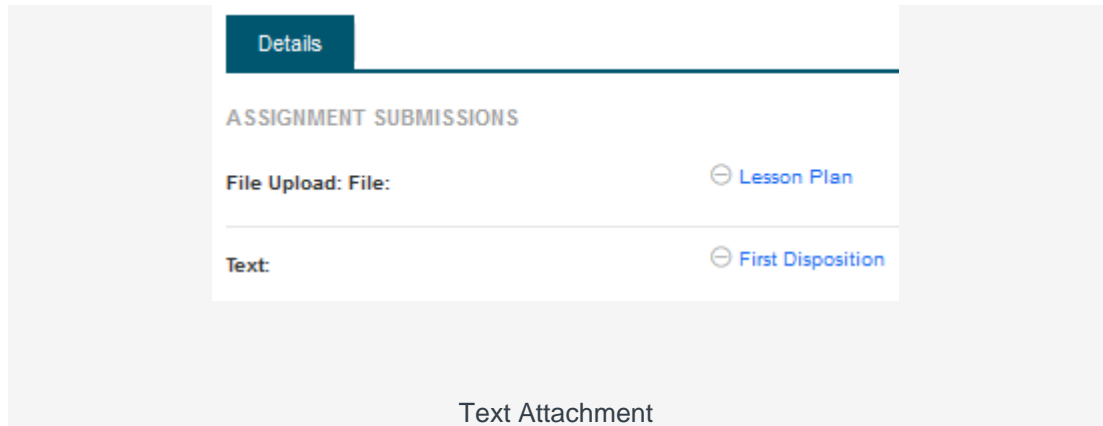 Details
ASSIGNMENT SUBMISSIONS
File Upload: File: Lesson Plan
Text: First Disposition
Text Attachment